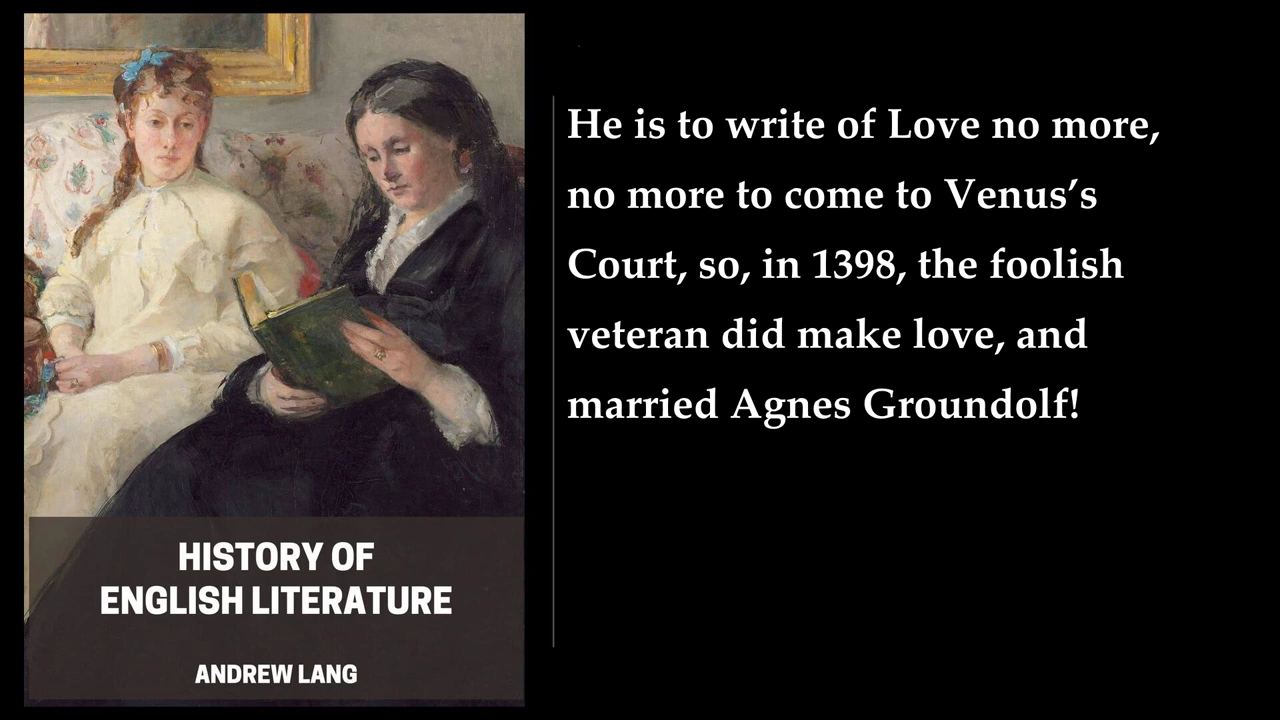 HISTORY OF
ENGLISH LITERATURE
ANDREW LANG
He is to write of Love no more,
no more to come to Venus’s
Court, so, in 1398, the foolish
veteran did make love, and
married Agnes Groundolf!